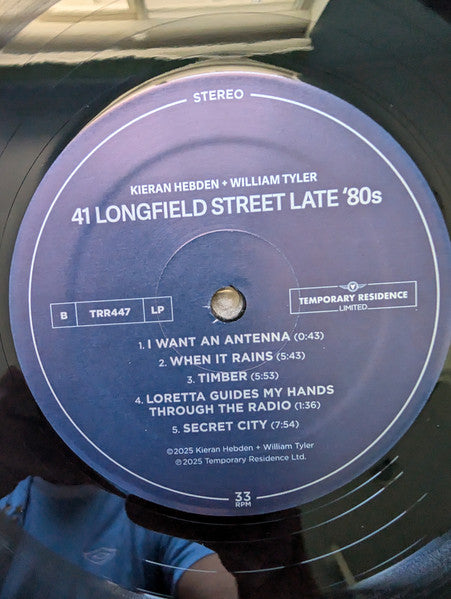 STEREO
KIERAN HEBDEN + WILLIAM TYLER
41 LONGFIELD STREET LATE '80s
B TRR447 LP
TEMPORARY RESIDENCE
LIMITED
1. I WANT AN ANTENNA (0:43)
2. WHEN IT RAINS (5:43)
3. TIMBER (5:53)
4. LORETTA GUIDES MY HANDS
THROUGH THE RADIO (1:36)
5. SECRET CITY (7:54)
©2025 Kieran Hebden + William Tyler
℗2025 Temporary Residence Ltd.
33
RPM